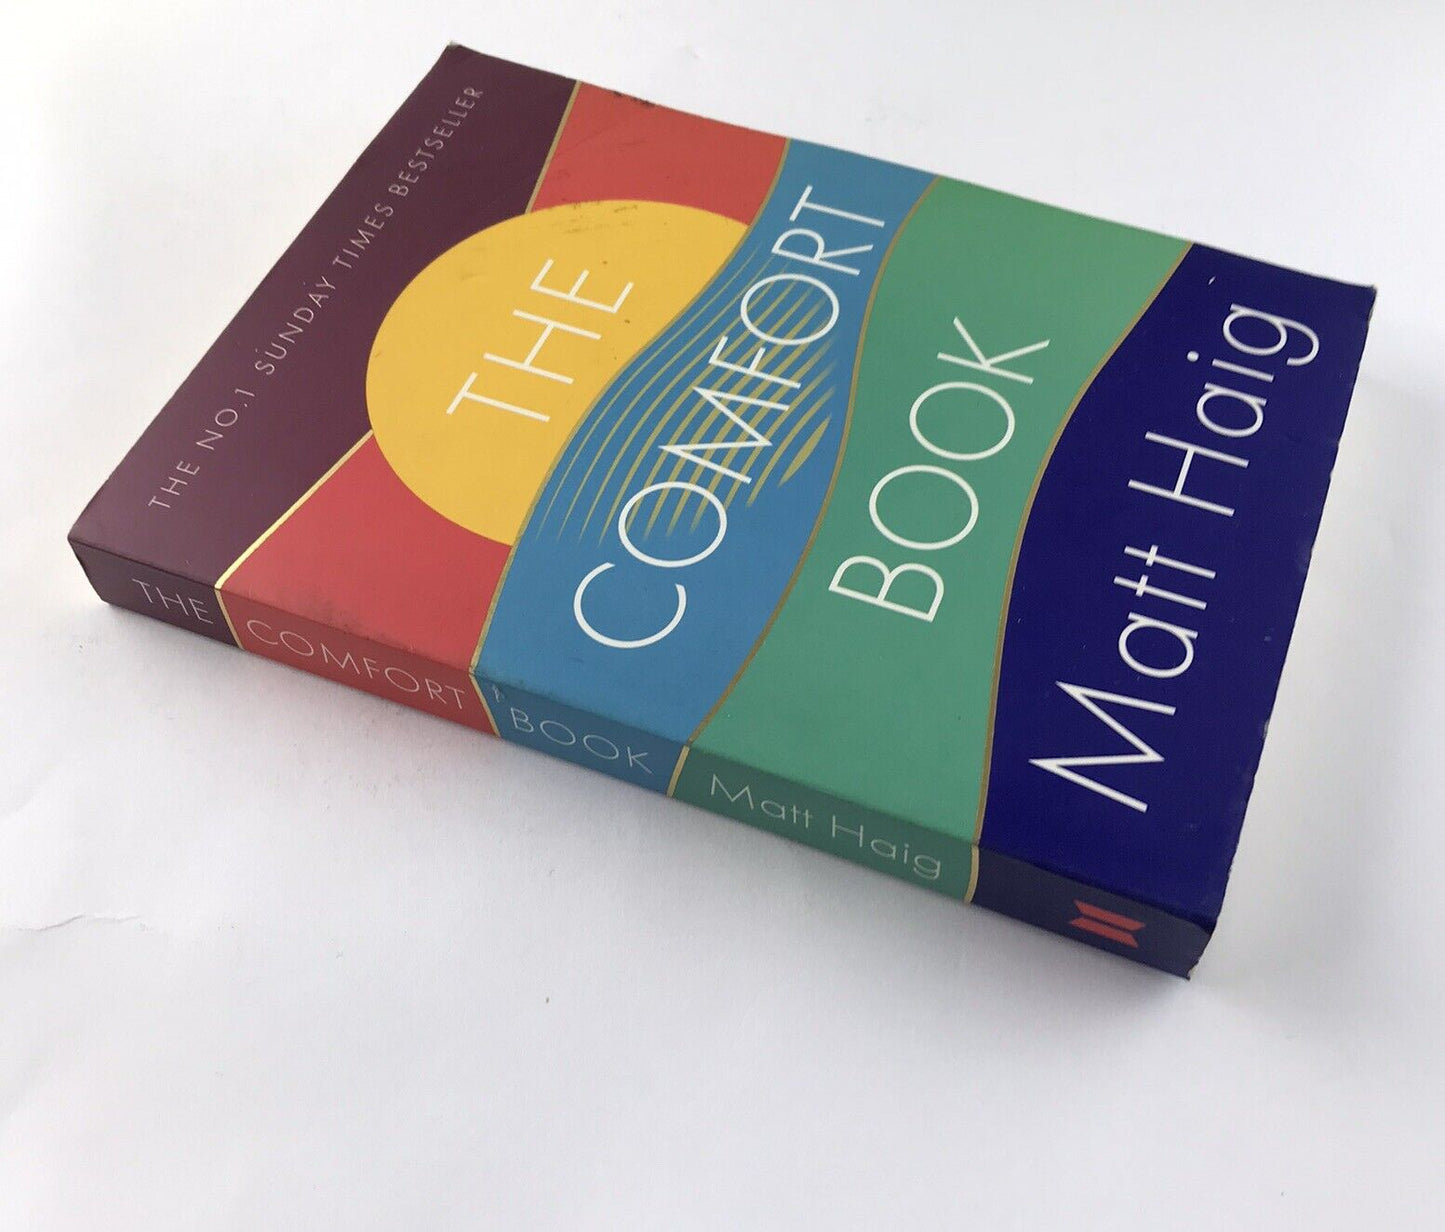 THE NO.1 SUNDAY TIMES BESTSELLER
THE
COMFORT
BOOK
Matt Haig
THE COMFORT BOOK Matt Haig